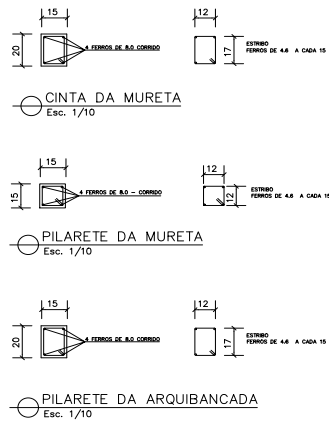 15
12
20
4 FERROS DE 8.0 CORRIDO
17
ESTRIBO
FERROS DE 4.6 A CADA 15
CINTA DA MURETA
Esc. 1/10
15
12
15
4 FERROS DE 8.0 - CORRIDO
12
ESTRIBO
FERROS DE 4.6 A CADA 15
PILARETE DA MURETA
Esc. 1/10
15
12
20
4 FERROS DE 8.0 CORRIDO
17
ESTRIBO
FERROS DE 4.6 A CADA 15
PILARETE DA ARQUIBANCADA
Esc. 1/10